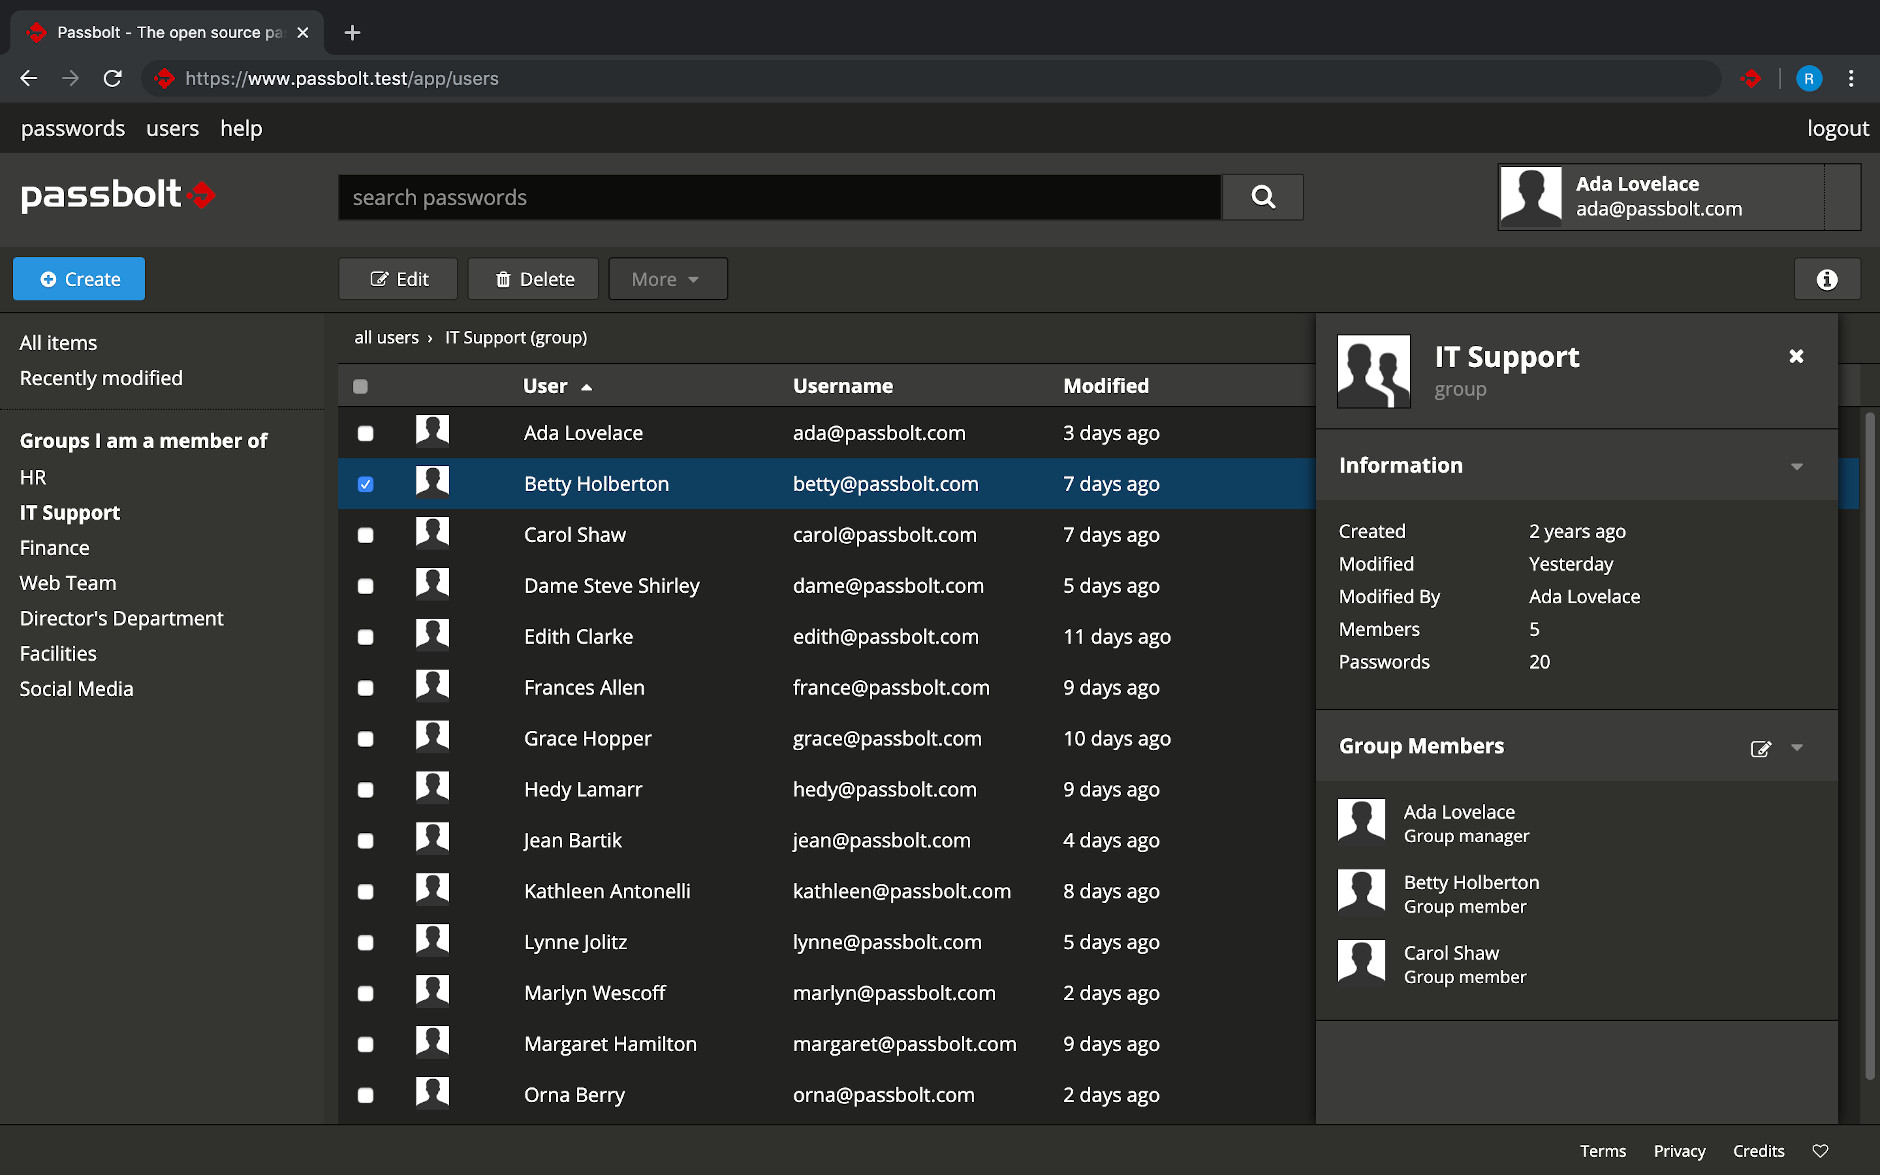 Passbolt - The open source pa
https://www.passbolt.test/app/users
R
passwords users help
logout
passbolt
search passwords
Ada Lovelace
ada@passbolt.com
Create
Edit
Delete
More
All items
Recently modified
Groups I am a member of
HR
IT Support
Finance
Web Team
Director's Department
Facilities
Social Media
all users › IT Support (group)
User Username Modified
Ada Lovelace ada@passbolt.com 3 days ago
Betty Holberton betty@passbolt.com 7 days ago
Carol Shaw carol@passbolt.com 7 days ago
Dame Steve Shirley dame@passbolt.com 5 days ago
Edith Clarke edith@passbolt.com 11 days ago
Frances Allen france@passbolt.com 9 days ago
Grace Hopper grace@passbolt.com 10 days ago
Hedy Lamarr hedy@passbolt.com 9 days ago
Jean Bartik jean@passbolt.com 4 days ago
Kathleen Antonelli kathleen@passbolt.com 8 days ago
Lynne Jolitz lynne@passbolt.com 5 days ago
Marlyn Wescoff marlyn@passbolt.com 2 days ago
Margaret Hamilton margaret@passbolt.com 9 days ago
Orna Berry orna@passbolt.com 2 days ago
IT Support
group
Information
Created 2 years ago
Modified Yesterday
Modified By Ada Lovelace
Members 5
Passwords 20
Group Members
Ada Lovelace
Group manager
Betty Holberton
Group member
Carol Shaw
Group member
Terms Privacy Credits